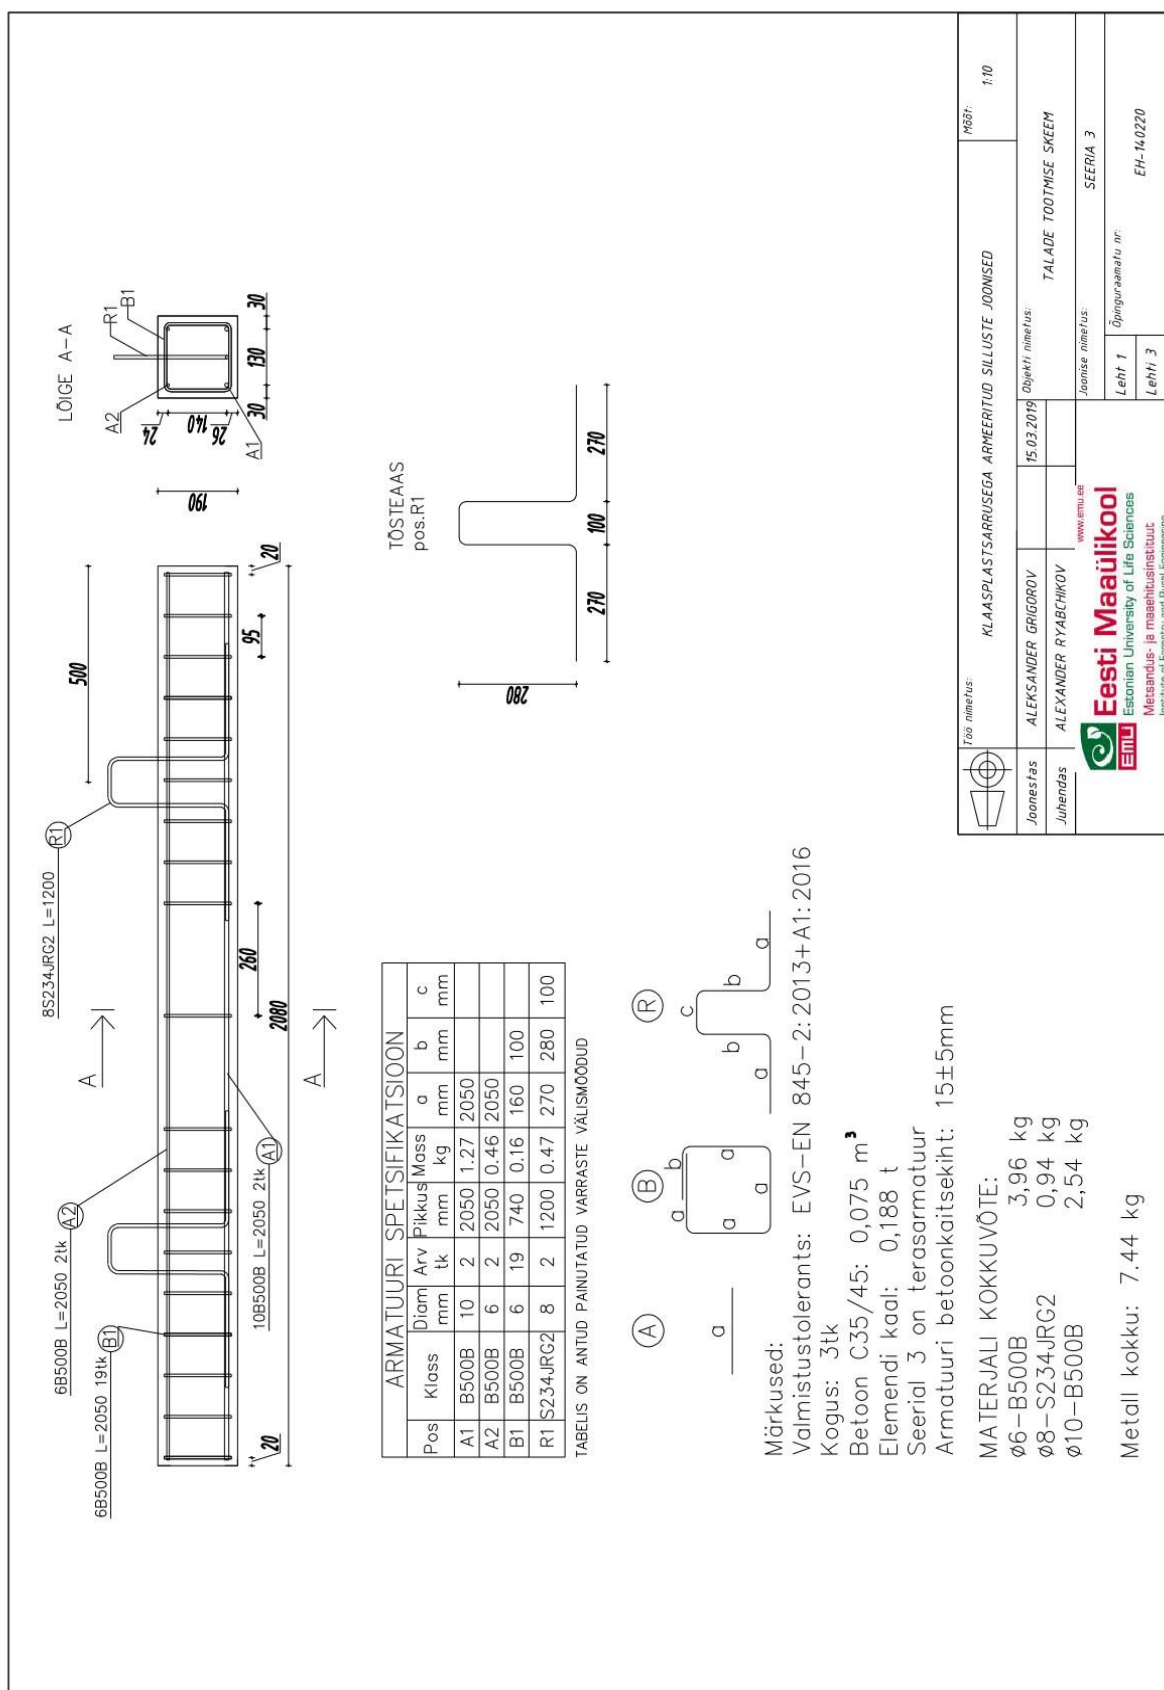 8S234JRG2 L=1200
R1
6B500B L=2050 2tk
A2
6B500B L=2050 19tk
B1
10B500B L=2050 2tk
A1
A
A
500
95
20
260
2080
20
LÕIGE A-A
A2
R1
B1
A1
24
140
26
190
30
130
30
TÕSTEAAS
pos.R1
280
270
100
270
ARMATUURI SPETSIFIKATSIOON
Pos Klass Diam mm Arv tk Pikkus mm Mass kg a mm b mm c mm
A1 B500B 10 2 2050 1.27 2050
A2 B500B 6 2 2050 0.46 2050
B1 B500B 6 19 740 0.16 160 100
R1 S234JRG2 8 2 1200 0.47 270 280 100
TABELIS ON ANTUD PAINUTATUD VARRASTE VÄLISMÕÕDUD
A
a
B
a
b
a
a
a
R
a
b
c
b
a
Märkused:
Valmistustolerants: EVS-EN 845-2:2013+A1:2016
Kogus: 3tk
Betoon C35/45: 0,075 m³
Elemendi kaal: 0,188 t
Seerial 3 on terasarmatuur
Armatuuri betoonkaitsekiht: 15±5mm
MATERJALI KOKKUVÕTE:
ø6-B500B 3,96 kg
ø8-S234JRG2 0,94 kg
ø10-B500B 2,54 kg
Metall kokku: 7.44 kg
Töö nimetus:
KLAASPLASTSARRUSEGA ARMEERITUD SILLUSTE JOONISED
Mõõt:
1:10
Joonestas ALEKSANDER GRIGOROV 15.03.2019
Juhendas ALEXANDER RYABCHIKOV
Objekti nimetus:
TALADE TOOTMISE SKEEM
Joonise nimetus:
SEERIA 3
Leht 1
Lehti 3
Õpinguraamatu nr:
EH-140220
www.emu.ee
EMÜ
Eesti Maaülikool
Estonian University of Life Sciences
Metsandus- ja maaehitusinstituut
Institute of Forestry and Rural Engineering